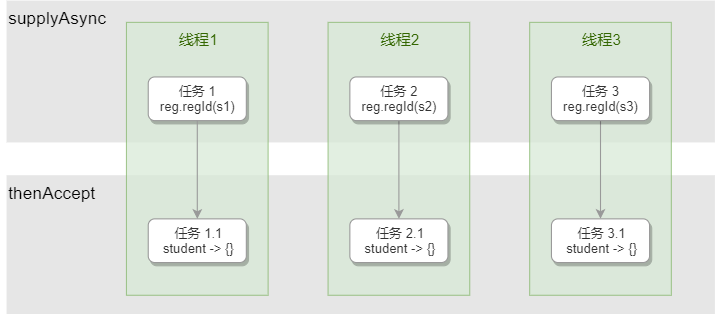 supplyAsync
线程1
线程2
线程3
任务 1
reg.regId(s1)
任务 2
reg.regId(s2)
任务 3
reg.regId(s3)
thenAccept
任务 1.1
student -> {}
任务 2.1
student -> {}
任务 3.1
student -> {}